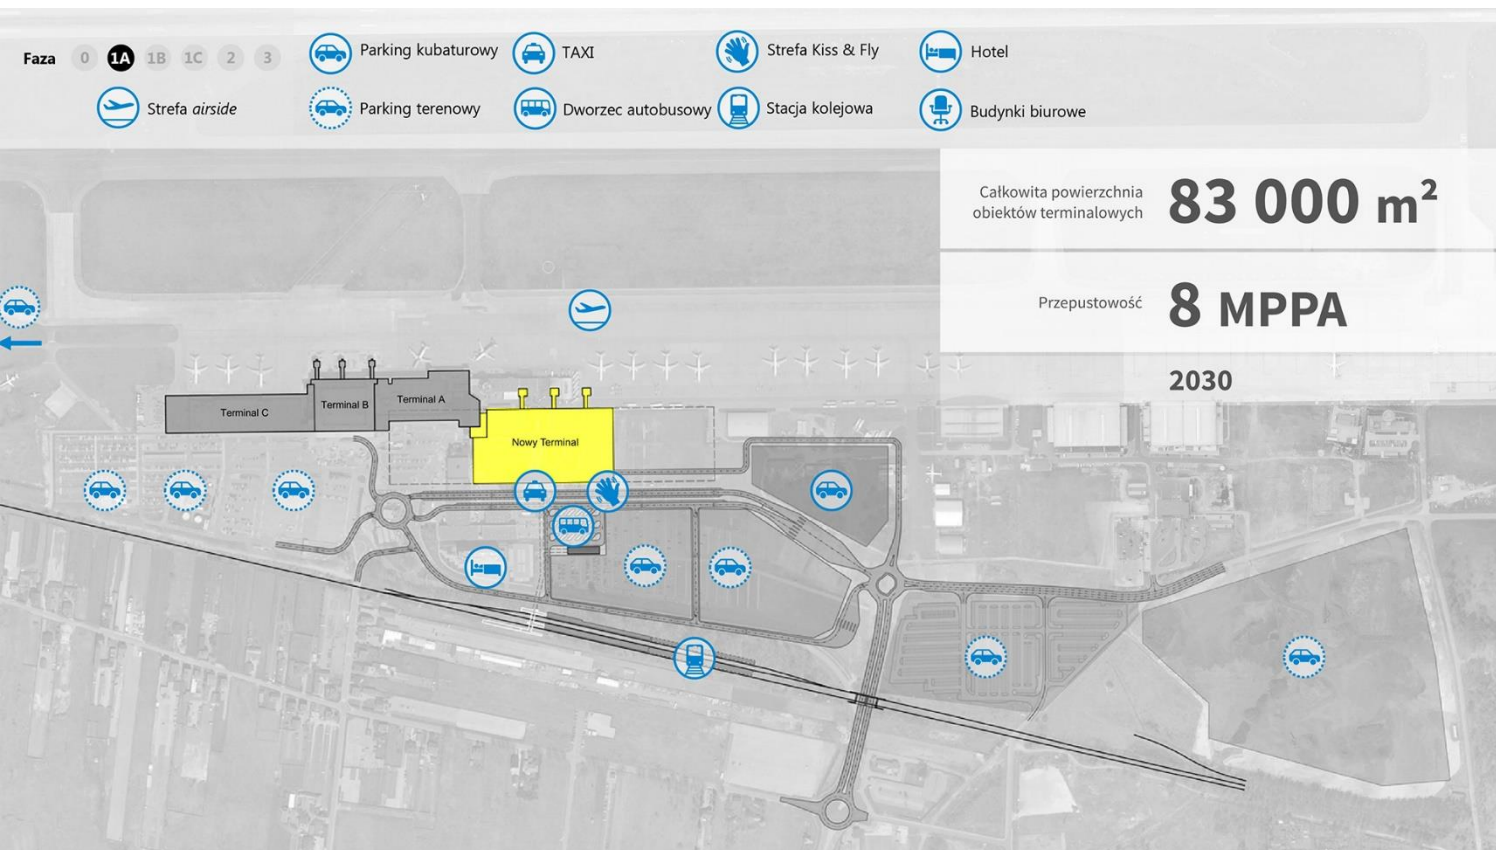 Faza 0 1A 1B 1C 2 3
Parking kubaturowy
TAXI
Strefa Kiss & Fly
Hotel
Strefa airside
Parking terenowy
Dworzec autobusowy
Stacja kolejowa
Budynki biurowe
Całkowita powierzchnia
obiektów terminalowych
83 000 m²
Przepustowość
8 MPPA
2030
Terminal C
Terminal B
Terminal A
Nowy Terminal